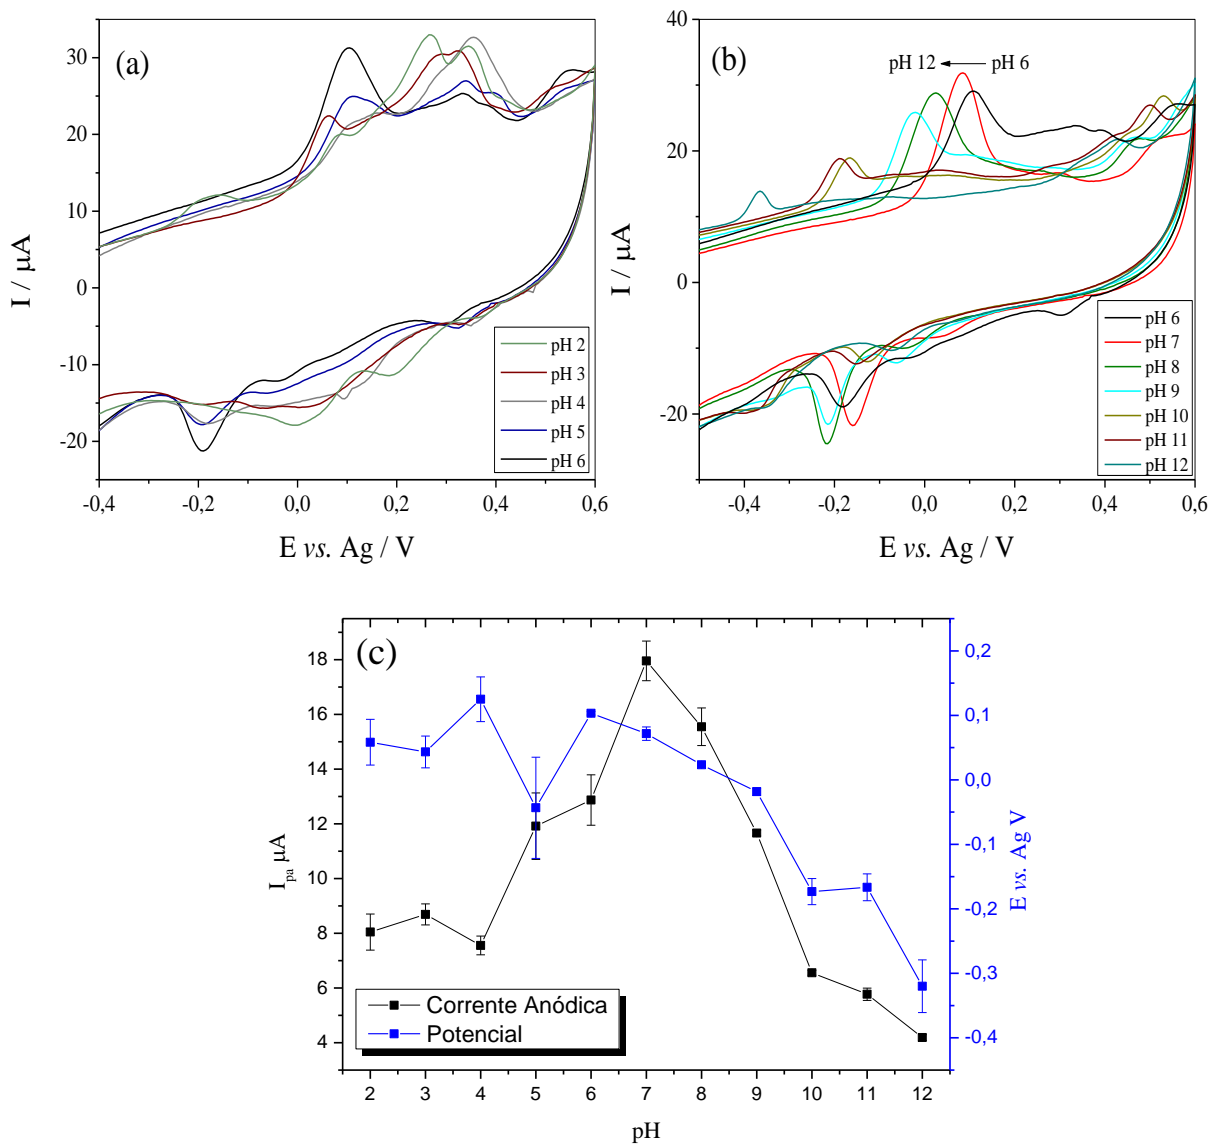 (a)
30
20
10
0
-10
-20
I / µA
-0,4 -0,2 0,0 0,2 0,4 0,6
E vs. Ag / V
pH 2
pH 3
pH 4
pH 5
pH 6
(b)
pH 12 pH 6
40
20
0
-20
I / µA
-0,4 -0,2 0,0 0,2 0,4 0,6
E vs. Ag / V
pH 6
pH 7
pH 8
pH 9
pH 10
pH 11
pH 12
(c)
18
16
14
12
10
8
6
4
Ipa µA
0,2
0,1
0,0
-0,1
-0,2
-0,3
-0,4
E vs. Ag V
Corrente Anódica
Potencial
2 3 4 5 6 7 8 9 10 11 12
pH